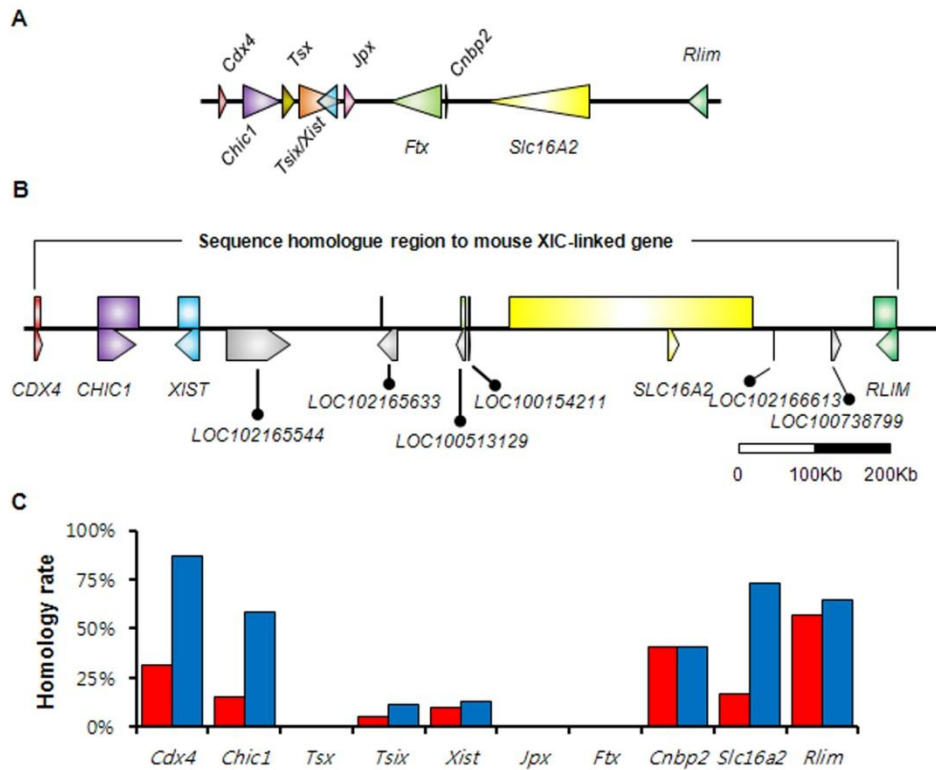 A
Cdx4
Tsx
Jpx
Cnbp2
Rlim
Chic1
Tsix/Xist
Ftx
Slc16A2
B
Sequence homologue region to mouse XIC-linked gene
CDX4
CHIC1
XIST
SLC16A2
RLIM
LOC102165633
LOC100154211
LOC102166613
LOC102165544
LOC100513129
LOC100738799
0
100Kb
200Kb
C
100%
75%
50%
25%
0%
Homology rate
Cdx4
Chic1
Tsx
Tsix
Xist
Jpx
Ftx
Cnbp2
Slc16a2
Rlim